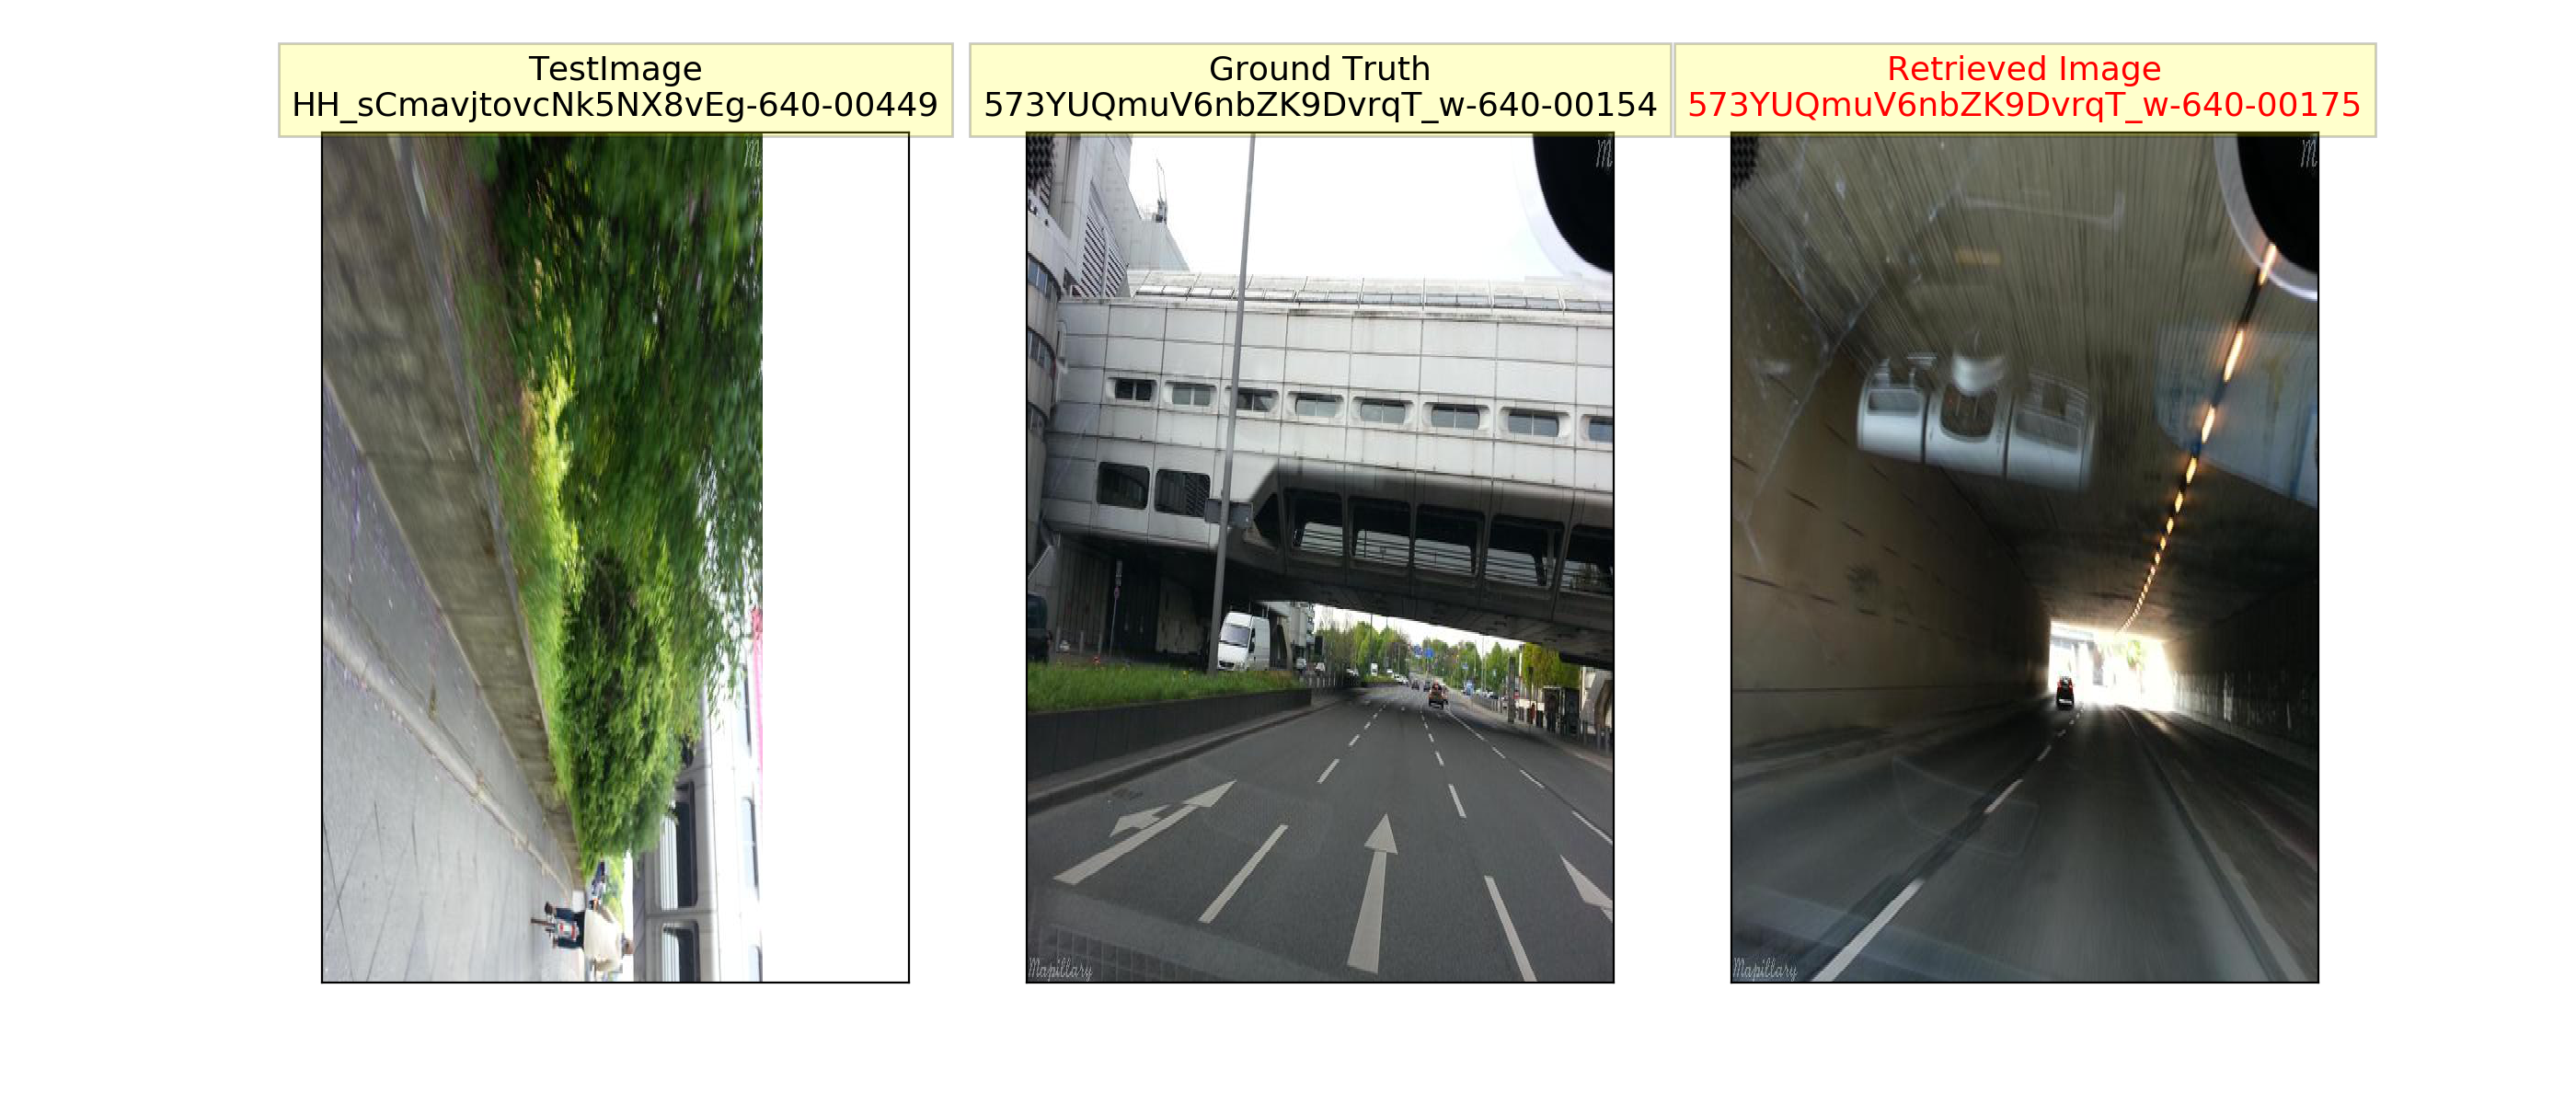 TestImage
HH_sCmavjtovcNk5NX8vEg-640-00449
Ground Truth
573YUQmuV6nbZK9DvrqT_w-640-00154
Retrieved Image
573YUQmuV6nbZK9DvrqT_w-640-00175
M
M
M
Mapillary
Mapillary